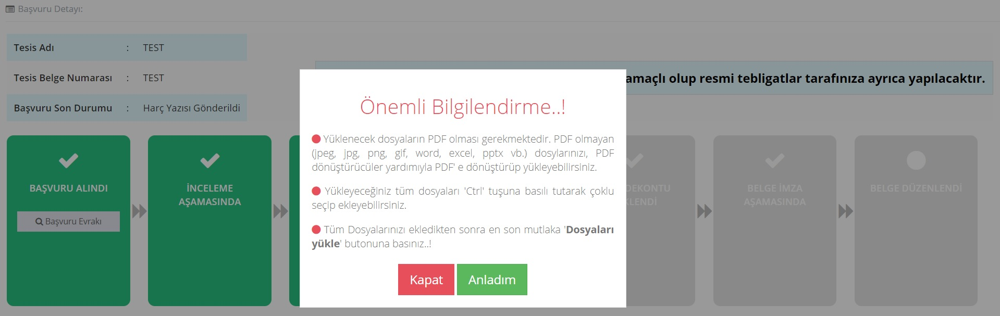 Başvuru Detayı:
Tesis Adı : TEST
Tesis Belge Numarası : TEST
amaçlı olup resmi tebligatlar tarafınıza ayrıca yapılacaktır.
Başvuru Son Durumu : Harç Yazısı Gönderildi
Önemli Bilgilendirme..!
Yüklenecek dosyaların PDF olması gerekmektedir. PDF olmayan
(jpeg, jpg, png, gif, word, excel, pptx vb.) dosylarınızı, PDF
dönüştürücüler yardımıyla PDF' e dönüştürüp yükleyebilirsiniz.
Yükleyeceğiniz tüm dosyaları 'Ctrl' tuşuna basılı tutarak çoklu
seçip ekleyebilirsiniz.
Tüm Dosyalarınızı ekledikten sonra en son mutlaka 'Dosyaları
yükle' butonuna basınız..!
Kapat Anladım
BAŞVURU ALINDI
Başvuru Evrakı
İNCELEME
AŞAMASINDA
DEKONTU
BELGE İMZA
AŞAMASINDA
BELGE DÜZENLENDİ